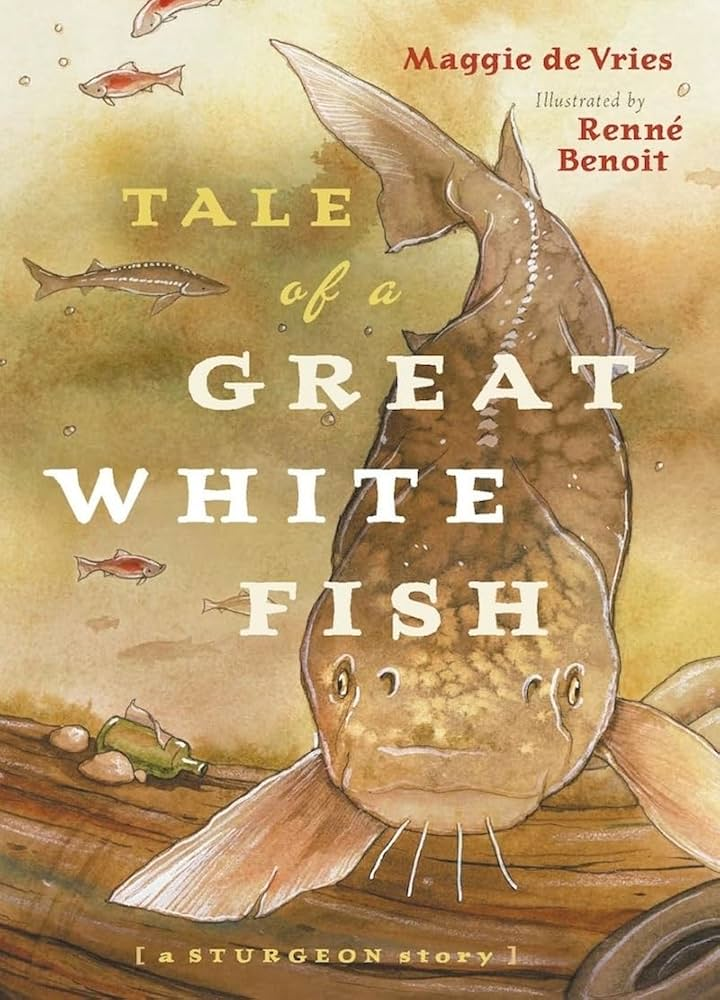 Maggie de Vries
Illustrated by
Renné
Benoit
TALE
of a
GREAT
WHITE
FISH
[ a STURGEON story ]